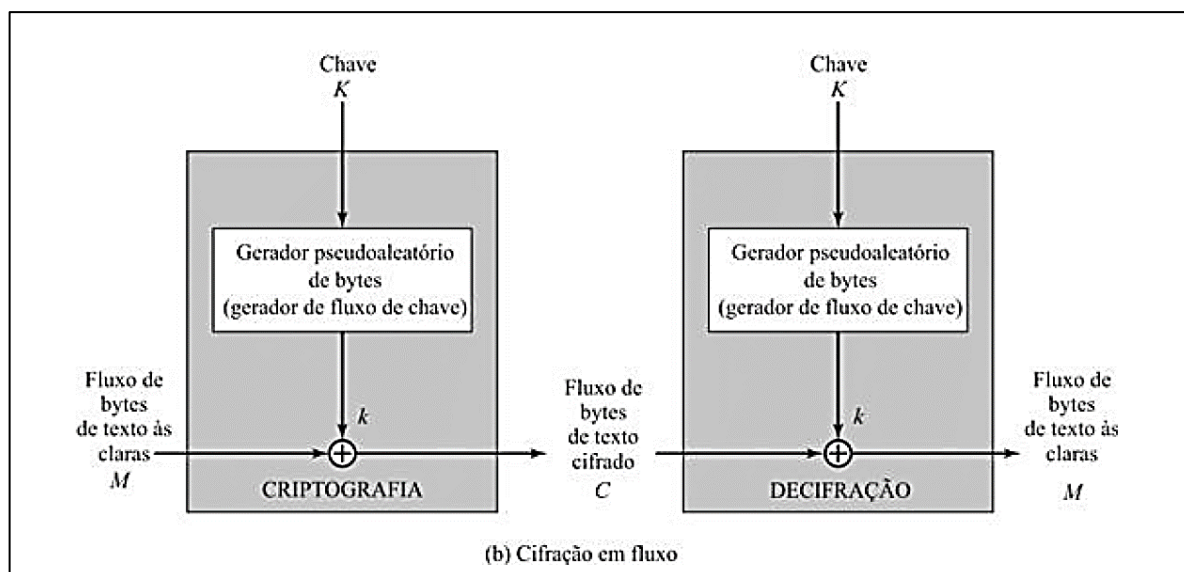 Chave
K
Gerador pseudoaleatório
de bytes
(gerador de fluxo de chave)
Fluxo de
bytes
de texto às
claras
M
k
CRIPTOGRAFIA
Fluxo de
bytes
de texto
cifrado
C
Chave
K
Gerador pseudoaleatório
de bytes
(gerador de fluxo de chave)
k
DECIFRAÇÃO
Fluxo de
bytes
de texto às
claras
M
(b) Cifração em fluxo